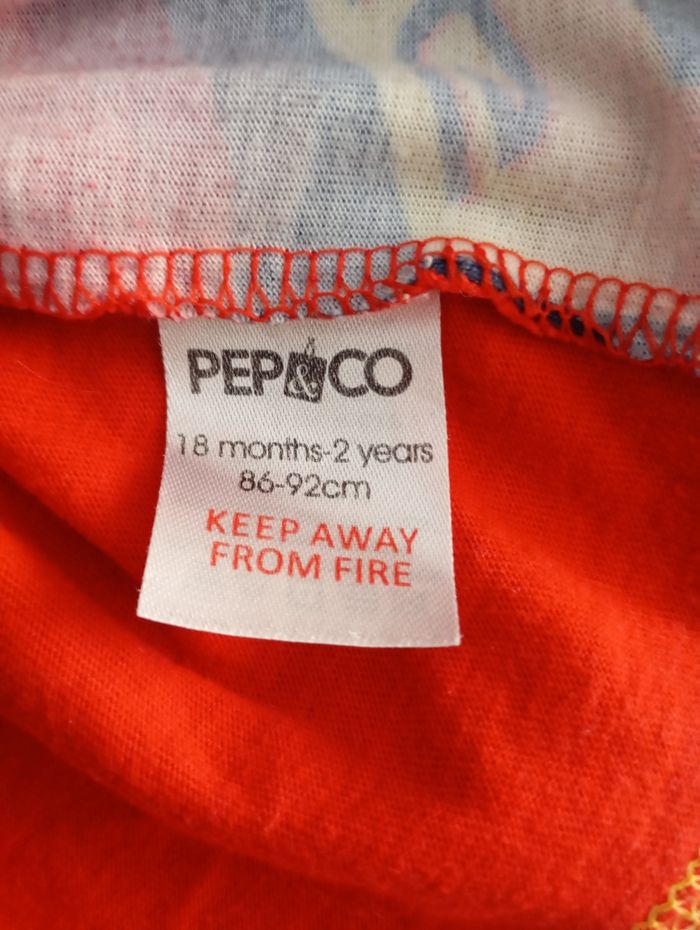 PEP&CO
18 months-2 years
86-92cm
KEEP AWAY
FROM FIRE